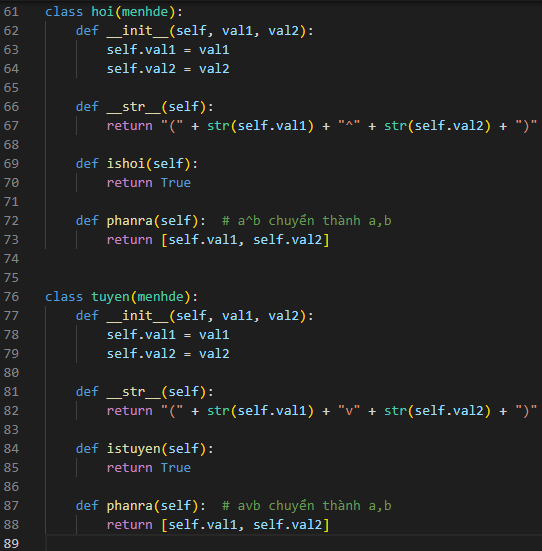 61 class hoi(menhde):
62     def __init__(self, val1, val2):
63         self.val1 = val1
64         self.val2 = val2
65
66     def __str__(self):
67         return "(" + str(self.val1) + "^" + str(self.val2) + ")"
68
69     def ishoi(self):
70         return True
71
72     def phanra(self):  # a^b chuyển thành a,b
73         return [self.val1, self.val2]
74
75
76 class tuyen(menhde):
77     def __init__(self, val1, val2):
78         self.val1 = val1
79         self.val2 = val2
80
81     def __str__(self):
82         return "(" + str(self.val1) + "v" + str(self.val2) + ")"
83
84     def istuyen(self):
85         return True
86
87     def phanra(self):  # avb chuyển thành a,b
88         return [self.val1, self.val2]
89